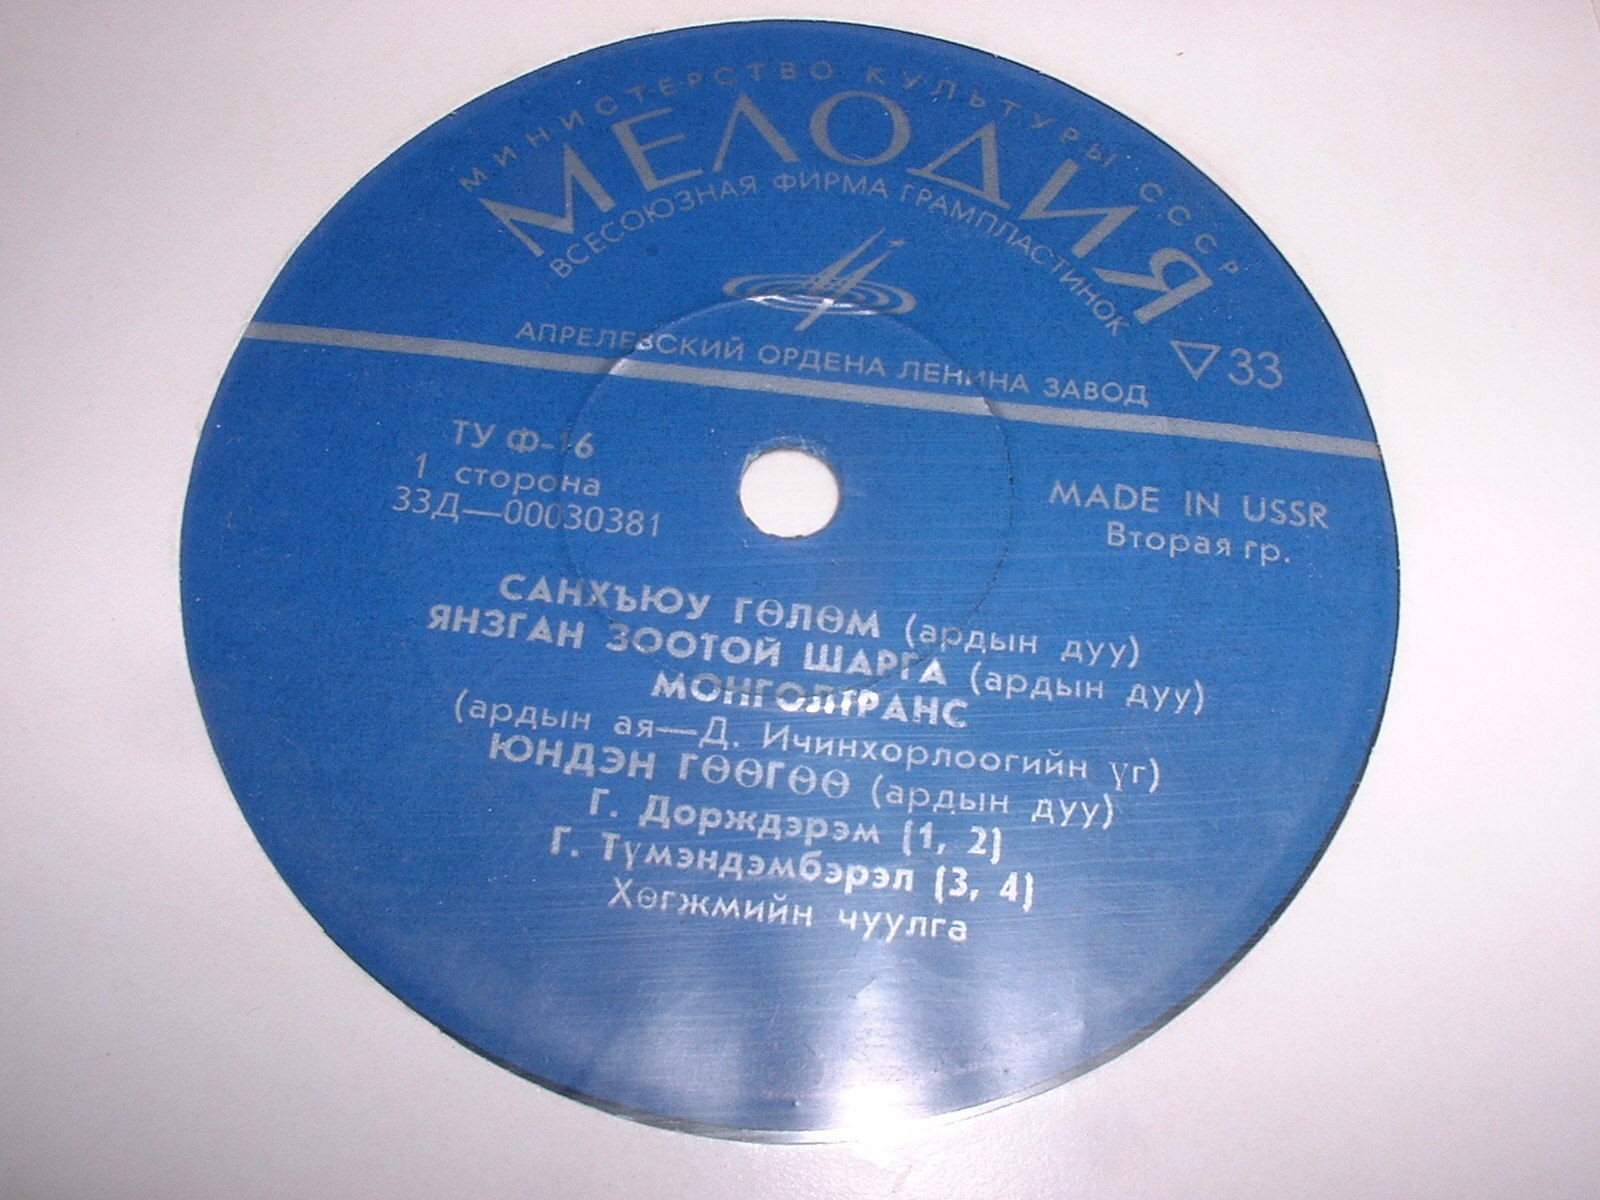 МИНИСТЕРСТВО КУЛЬТУРЫ СССР
МЕЛОДИЯ
ВСЕСОЮЗНАЯ ФИРМА ГРАМПЛАСТИНОК
АПРЕЛЕВСКИЙ ОРДЕНА ЛЕНИНА ЗАВОД
▽33
ТУ Ф-16
1 сторона
33Д—00030381
MADE IN USSR
Вторая гр.
САНХЪЮУ ГӨЛӨМ (ардын дуу)
ЯНЗГАН ЗООТОЙ ШАРГА (ардын дуу)
МОНГОЛТРАНС
(ардын ая—Д. Ичинхорлоогийн үг)
ЮНДЭН ГӨӨГӨӨ (ардын дуу)
Г. Дорждэрэм (1, 2)
Г. Түмэндэмбэрэл (3, 4)
Хөгжмийн чуулга